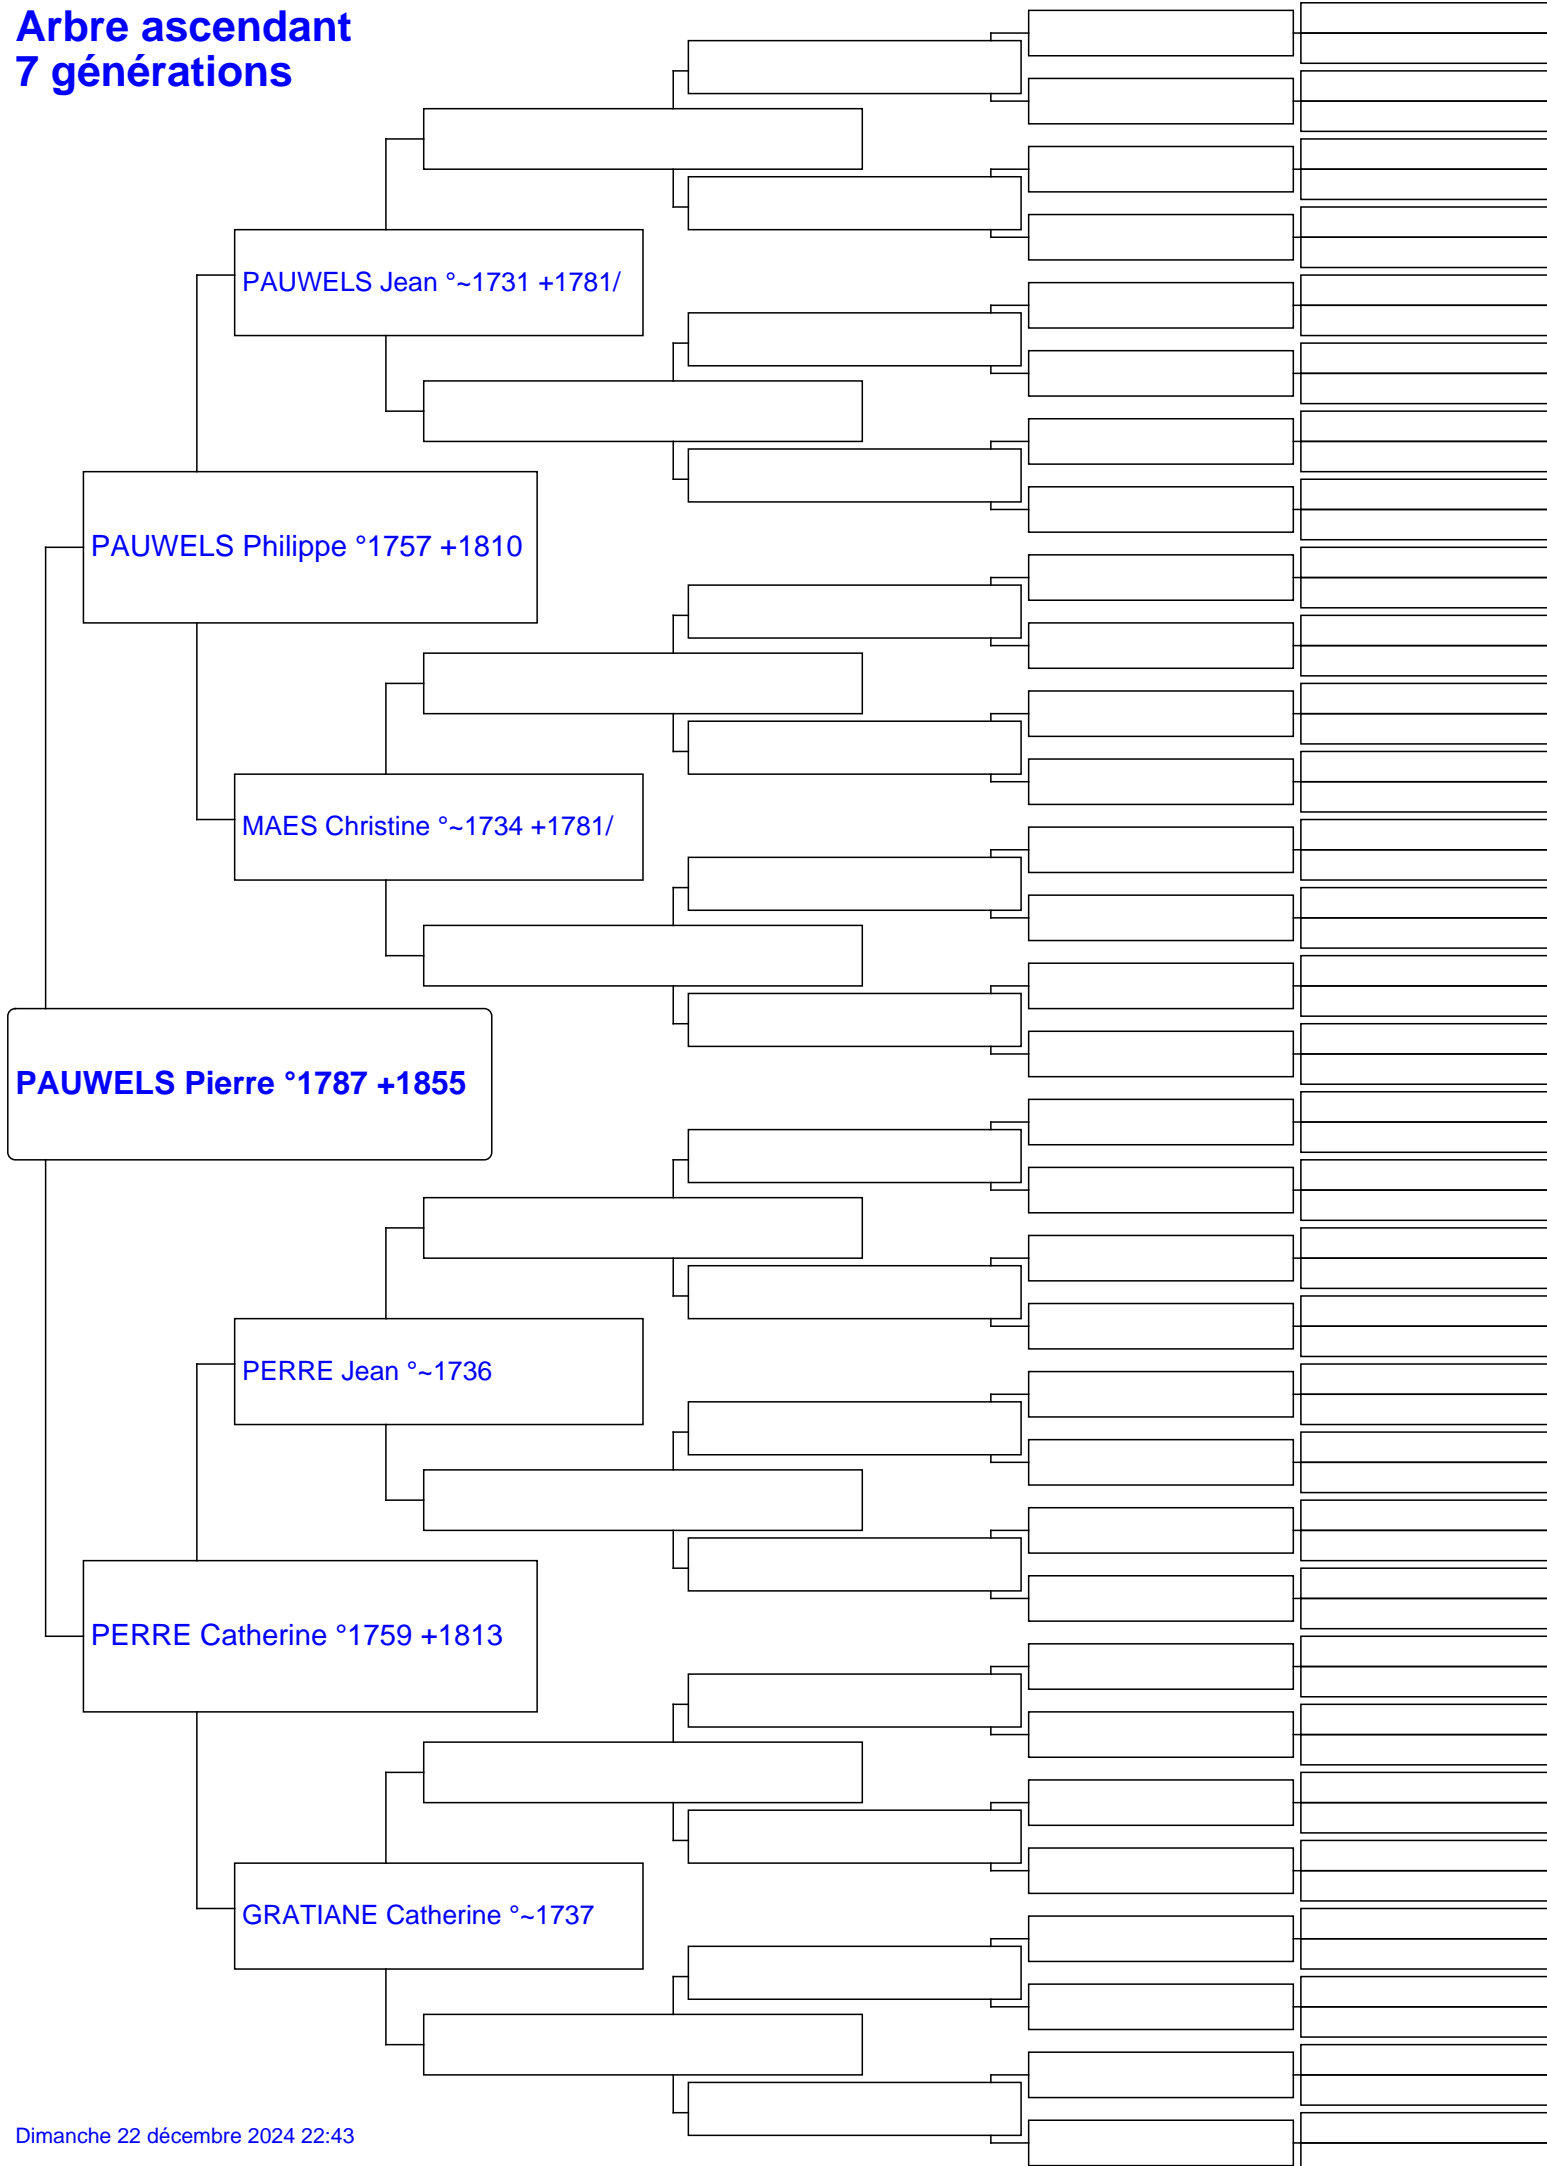 Arbre ascendant
7 générations
PAUWELS Jean °~1731 +1781/
PAUWELS Philippe °1757 +1810
MAES Christine °~1734 +1781/
PAUWELS Pierre °1787 +1855
PERRE Jean °~1736
PERRE Catherine °1759 +1813
GRATIANE Catherine °~1737
Dimanche 22 décembre 2024 22:43